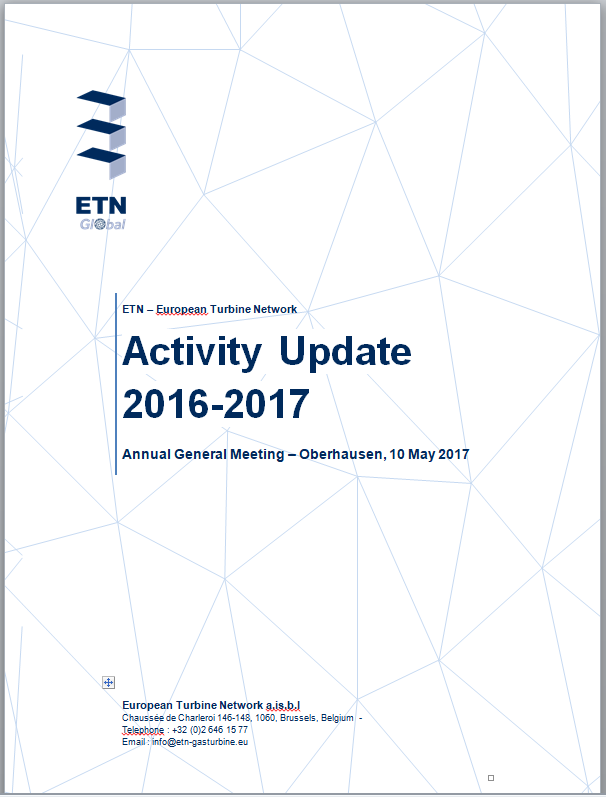 ETN
Global
ETN – European Turbine Network
Activity Update
2016-2017
Annual General Meeting – Oberhausen, 10 May 2017
European Turbine Network a.is.b.l
Chaussée de Charleroi 146-148, 1060, Brussels, Belgium -
Telephone : +32 (0)2 646 15 77
Email : info@etn-gasturbine.eu